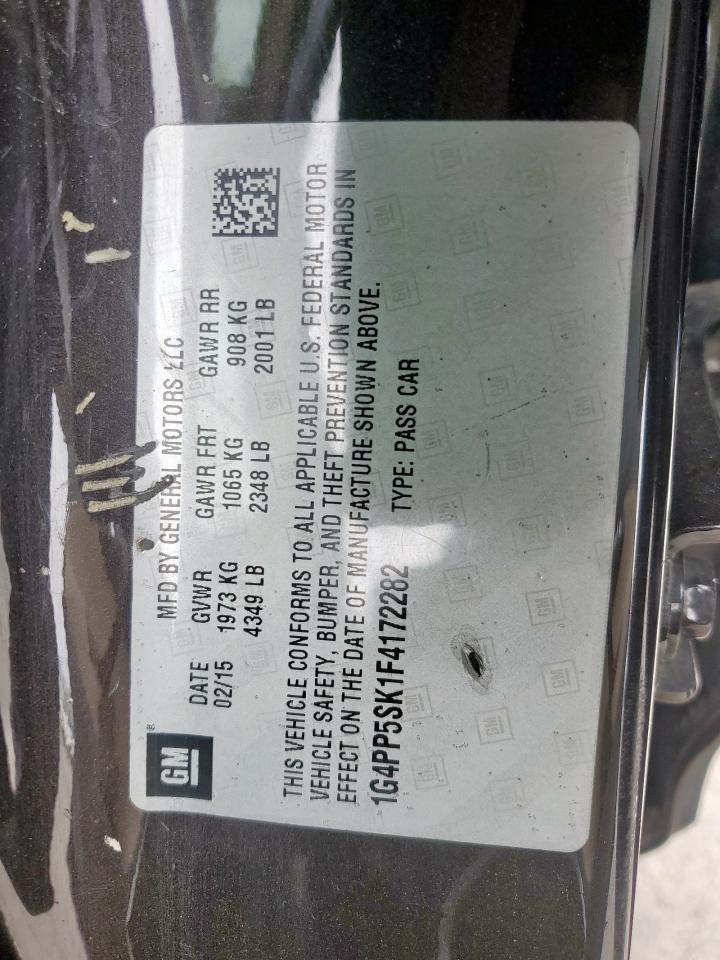 GM
MFD BY GENERAL MOTORS LLC
DATE GVWR GAWR FRT GAWR RR
02/15 1973 KG 1065 KG 908 KG
4349 LB 2348 LB 2001 LB
THIS VEHICLE CONFORMS TO ALL APPLICABLE U.S. FEDERAL MOTOR
VEHICLE SAFETY, BUMPER, AND THEFT PREVENTION STANDARDS IN
EFFECT ON THE DATE OF MANUFACTURE SHOWN ABOVE.
1G4PP5SK1F4172282 TYPE: PASS CAR